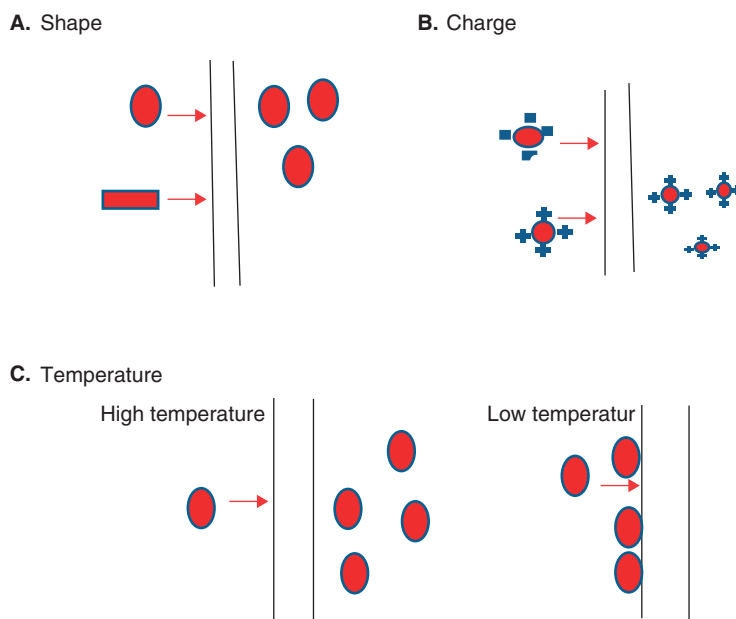 A. Shape
B. Charge
C. Temperature
High temperature
Low temperatur